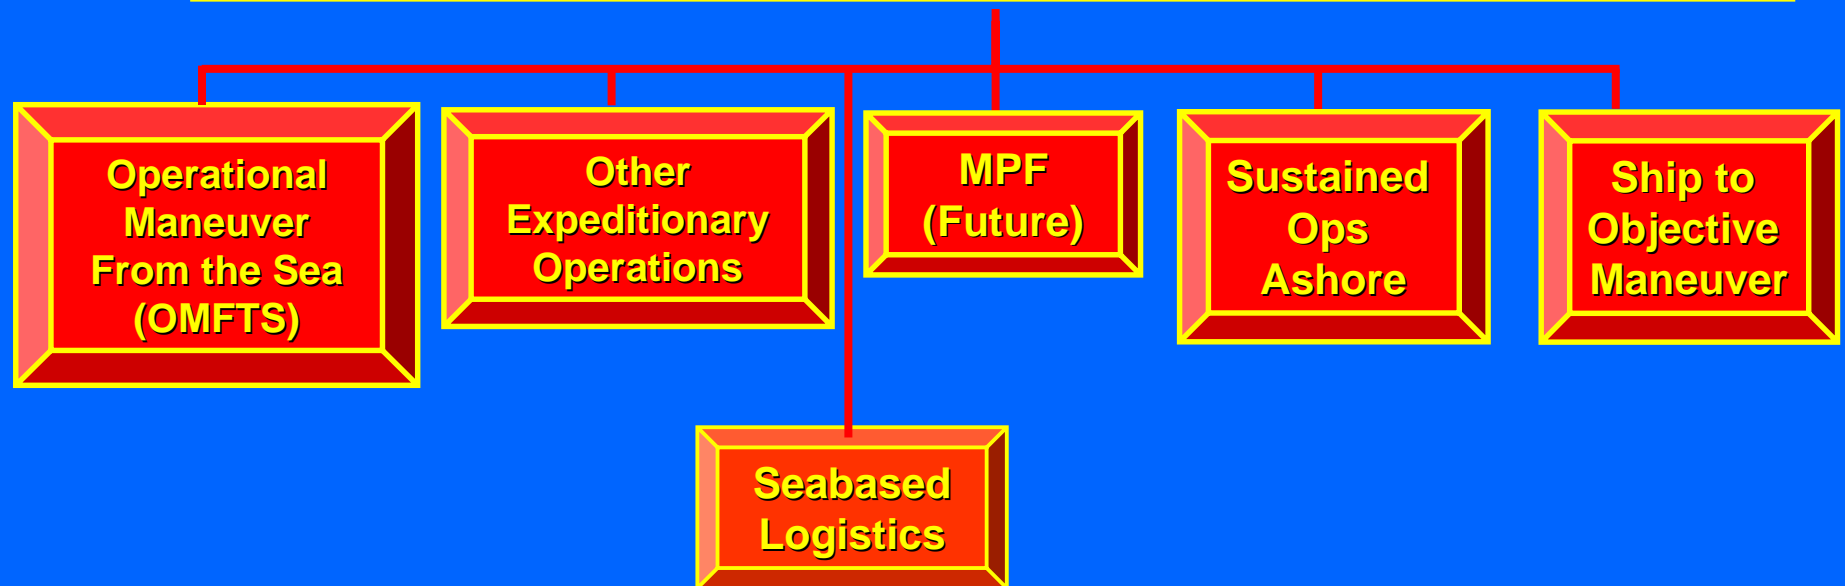 Operational
Maneuver
From the Sea
(OMFTS)
Other
Expeditionary
Operations
MPF
(Future)
Sustained
Ops
Ashore
Ship to
Objective
Maneuver
Seabased
Logistics